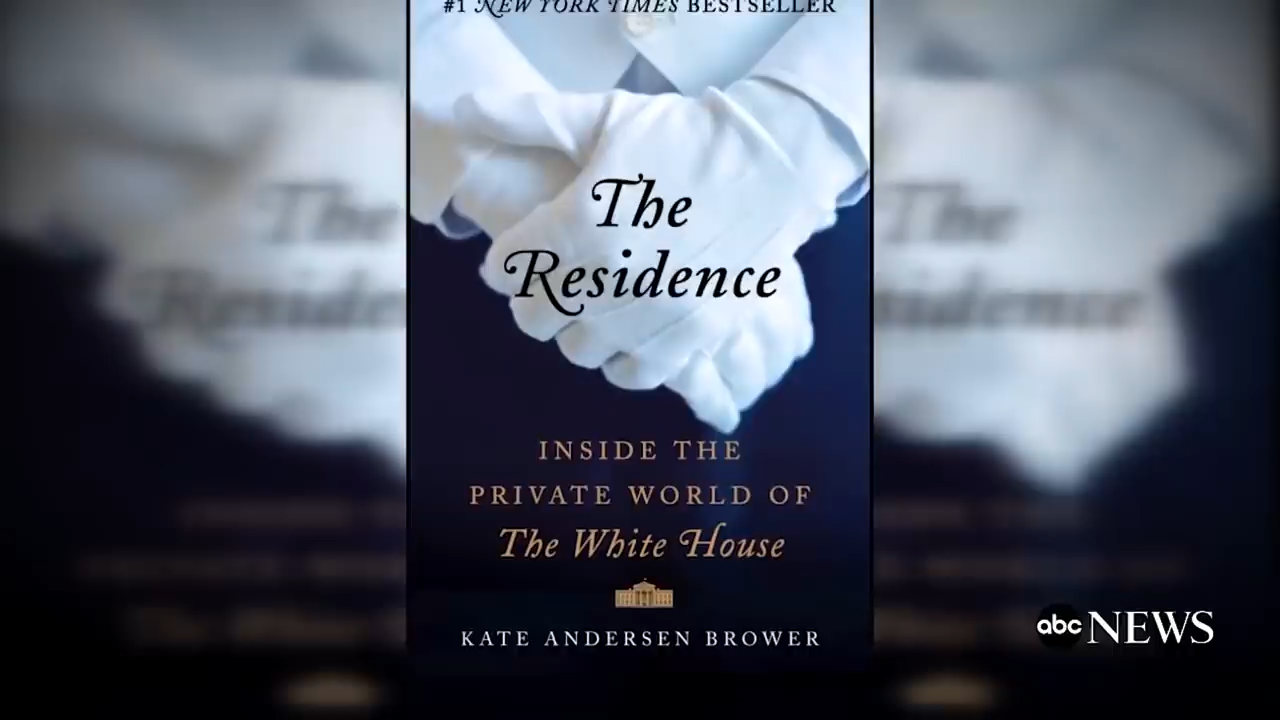 #1 NEW YORK TIMES BESTSELLER
The
Residence
INSIDE THE
PRIVATE WORLD OF
The White House
KATE ANDERSEN BROWER
abc NEWS